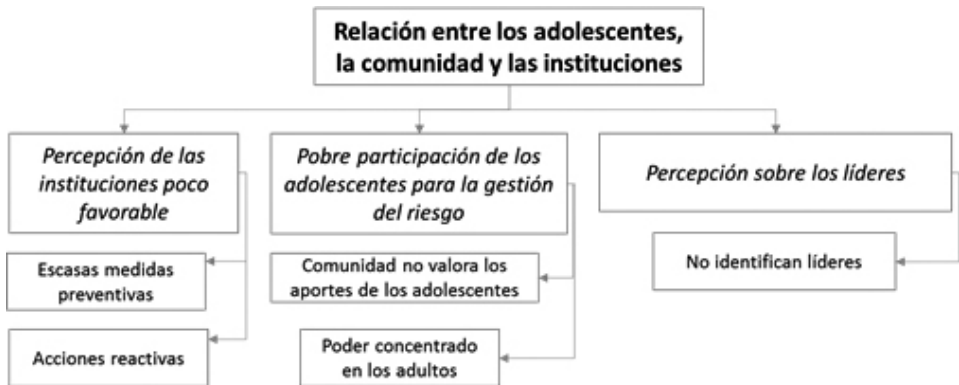 Relación entre los adolescentes,
la comunidad y las instituciones
Percepción de las
instituciones poco
favorable
Escasas medidas
preventivas
Acciones reactivas
Pobre participación de los
adolescentes para la gestión
del riesgo
Comunidad no valora los
aportes de los adolescentes
Poder concentrado
en los adultos
Percepción sobre los líderes
No identifican líderes